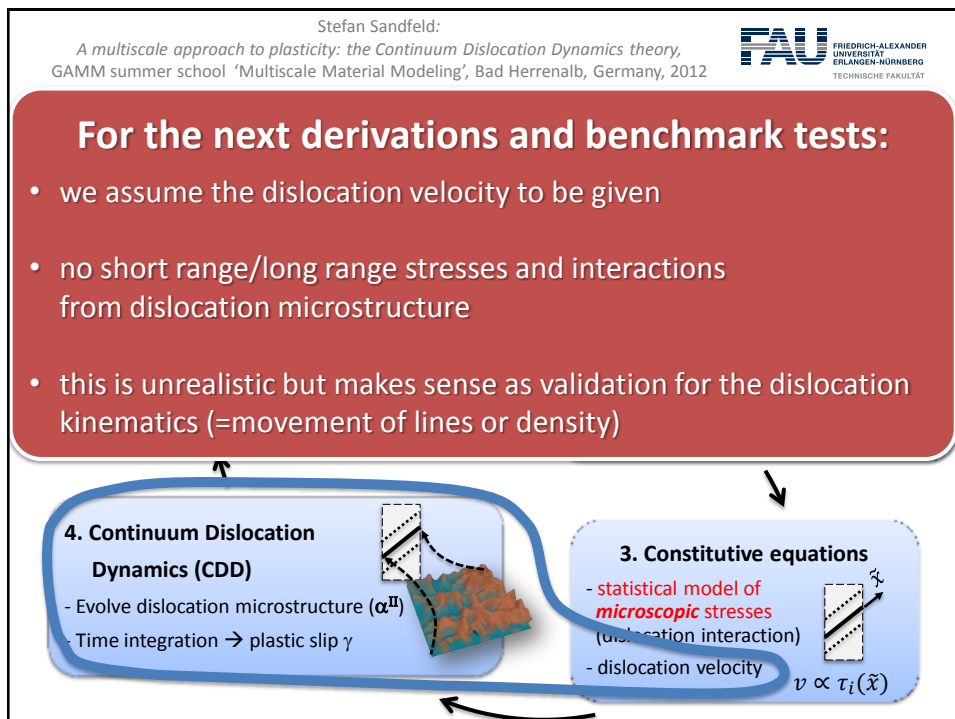 Stefan Sandfeld:
A multiscale approach to plasticity: the Continuum Dislocation Dynamics theory,
GAMM summer school ‘Multiscale Material Modeling’, Bad Herrenalb, Germany, 2012
FAU
FRIEDRICH-ALEXANDER
UNIVERSITÄT
ERLANGEN-NÜRNBERG
TECHNISCHE FAKULTÄT
For the next derivations and benchmark tests:
• we assume the dislocation velocity to be given
• no short range/long range stresses and interactions
from dislocation microstructure
• this is unrealistic but makes sense as validation for the dislocation
kinematics (=movement of lines or density)
4. Continuum Dislocation
Dynamics (CDD)
- Evolve dislocation microstructure (α^II)
- Time integration → plastic slip γ
3. Constitutive equations
- statistical model of
microscopic stresses
(dislocation interaction)
- dislocation velocity
x̃
v ∝ τ_i(x̃)